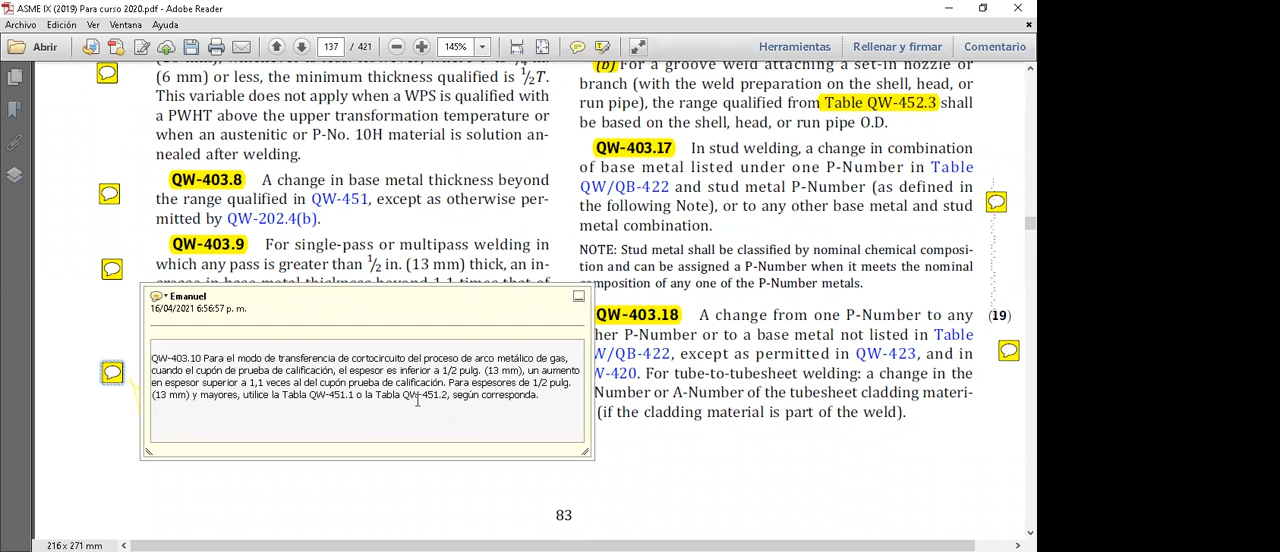 ASME IX (2019) Para curso 2020.pdf - Adobe Reader
Archivo Edición Ver Ventana Ayuda
Abrir 137 / 421 145% Herramientas Rellenar y firmar Comentario
(6 mm) or less, the minimum thickness qualified is 1/2T.
This variable does not apply when a WPS is qualified with
a PWHT above the upper transformation temperature or
when an austenitic or P-No. 10H material is solution an-
nealed after welding.
QW-403.8 A change in base metal thickness beyond
the range qualified in QW-451, except as otherwise per-
mitted by QW-202.4(b).
QW-403.9 For single-pass or multipass welding in
which any pass is greater than 1/2 in. (13 mm) thick, an in-
Emanuel
16/04/2021 6:56:57 p. m.
QW-403.10 Para el modo de transferencia de cortocircuito del proceso de arco metálico de gas,
cuando el cupón de prueba de calificación, el espesor es inferior a 1/2 pulg. (13 mm), un aumento
en espesor superior a 1,1 veces al del cupón prueba de calificación. Para espesores de 1/2 pulg.
(13 mm) y mayores, utilice la Tabla QW-451.1 o la Tabla QW-451.2, según corresponda.
(b) For a groove weld attaching a set-in nozzle or
branch (with the weld preparation on the shell, head, or
run pipe), the range qualified from Table QW-452.3 shall
be based on the shell, head, or run pipe O.D.
QW-403.17 In stud welding, a change in combination
of base metal listed under one P-Number in Table
QW/QB-422 and stud metal P-Number (as defined in
the following Note), or to any other base metal and stud
metal combination.
NOTE: Stud metal shall be classified by nominal chemical composi-
tion and can be assigned a P-Number when it meets the nominal
composition of any one of the P-Number metals.
QW-403.18 A change from one P-Number to any (19)
her P-Number or to a base metal not listed in Table
W/QB-422, except as permitted in QW-423, and in
W-420. For tube-to-tubesheet welding: a change in the
Number or A-Number of the tubesheet cladding materi-
(if the cladding material is part of the weld).
83
216 x 271 mm